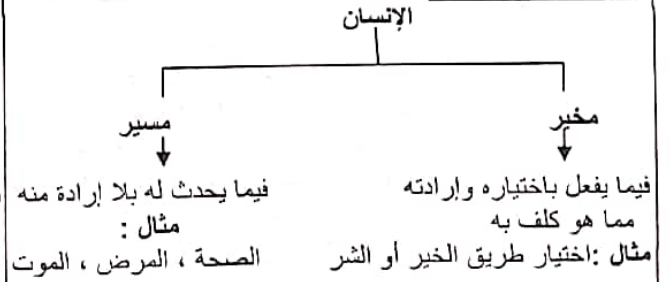 الإنسان
مخير
مسير
فيما يفعل باختياره وإرادته
مما هو كلف به
مثال :اختيار طريق الخير أو الشر
فيما يحدث له بلا إرادة منه
مثال :
الصحة ، المرض ، الموت